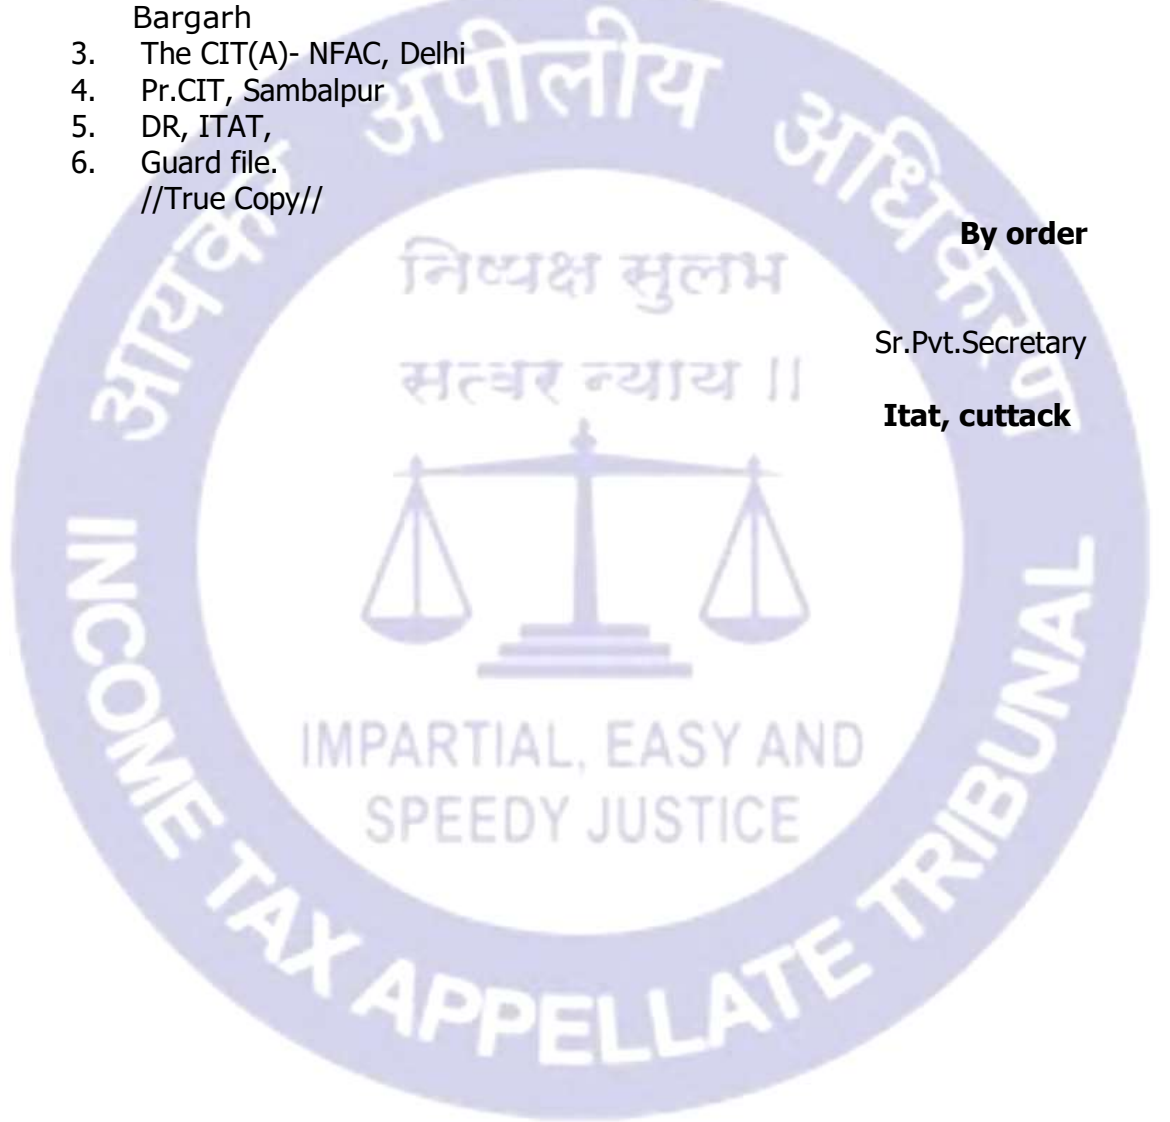 Bargarh
3. The CIT(A)- NFAC, Delhi
4. Pr.CIT, Sambalpur
5. DR, ITAT,
6. Guard file.
//True Copy//
By order
Sr.Pvt.Secretary
Itat, cuttack
आयकर अपीलीय अधिकरण
निष्पक्ष सुलभ
सत्वर न्याय ||
IMPARTIAL, EASY AND
SPEEDY JUSTICE
INCOME TAX APPELLATE TRIBUNAL